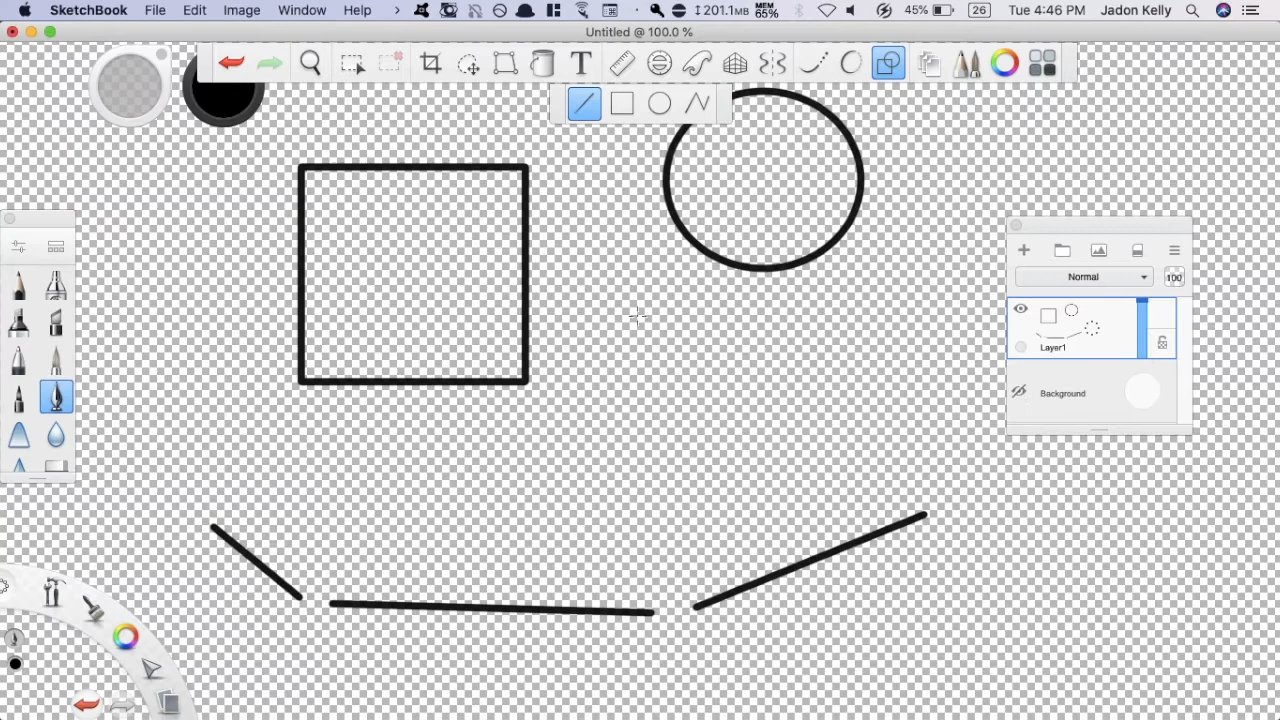 SketchBook File Edit Image Window Help 201.1MB MEM 65% 45% 26 Tue 4:46 PM Jadon Kelly
Untitled @ 100.0 %
T
Normal 100
Layer1
Background